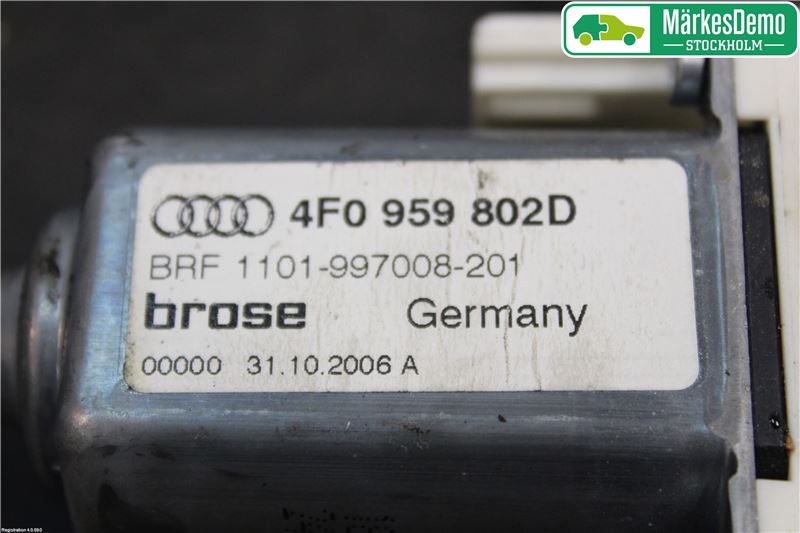 MärkesDemo
STOCKHOLM
4F0 959 802D
BRF 1101-997008-201
brose Germany
00000 31.10.2006 A